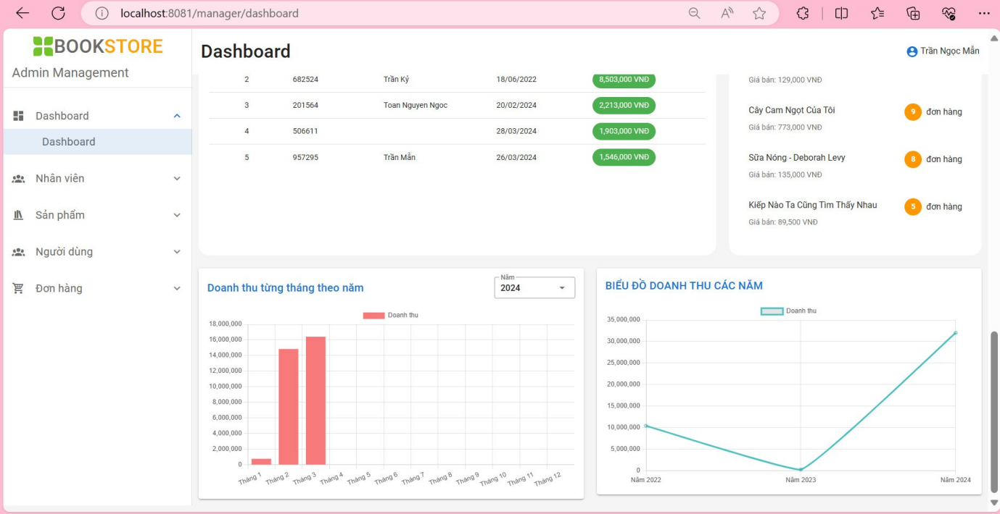 localhost:8081/manager/dashboard
BOOKSTORE
Admin Management
Dashboard
Dashboard
Nhân viên
Sản phẩm
Người dùng
Đơn hàng
Dashboard
Trần Ngọc Mẫn
2 682524 Trần Kỷ 18/06/2022 8,503,000 VNĐ
3 201564 Toan Nguyen Ngoc 20/02/2024 2,213,000 VNĐ
4 506611 28/03/2024 1,903,000 VNĐ
5 957295 Trần Mẫn 26/03/2024 1,546,000 VNĐ
Giá bán: 129,000 VNĐ
Cây Cam Ngọt Của Tôi 9 đơn hàng
Giá bán: 773,000 VNĐ
Sữa Nóng - Deborah Levy 8 đơn hàng
Giá bán: 135,000 VNĐ
Kiếp Nào Ta Cũng Tìm Thấy Nhau 5 đơn hàng
Giá bán: 89,500 VNĐ
Doanh thu từng tháng theo năm
Năm
2024
Doanh thu
18,000,000
16,000,000
14,000,000
12,000,000
10,000,000
8,000,000
6,000,000
4,000,000
2,000,000
0
Tháng 1 Tháng 2 Tháng 3 Tháng 4 Tháng 5 Tháng 6 Tháng 7 Tháng 8 Tháng 9 Tháng 10 Tháng 11 Tháng 12
BIỂU ĐỒ DOANH THU CÁC NĂM
Doanh thu
35,000,000
30,000,000
25,000,000
20,000,000
15,000,000
10,000,000
5,000,000
0
Năm 2022 Năm 2023 Năm 2024